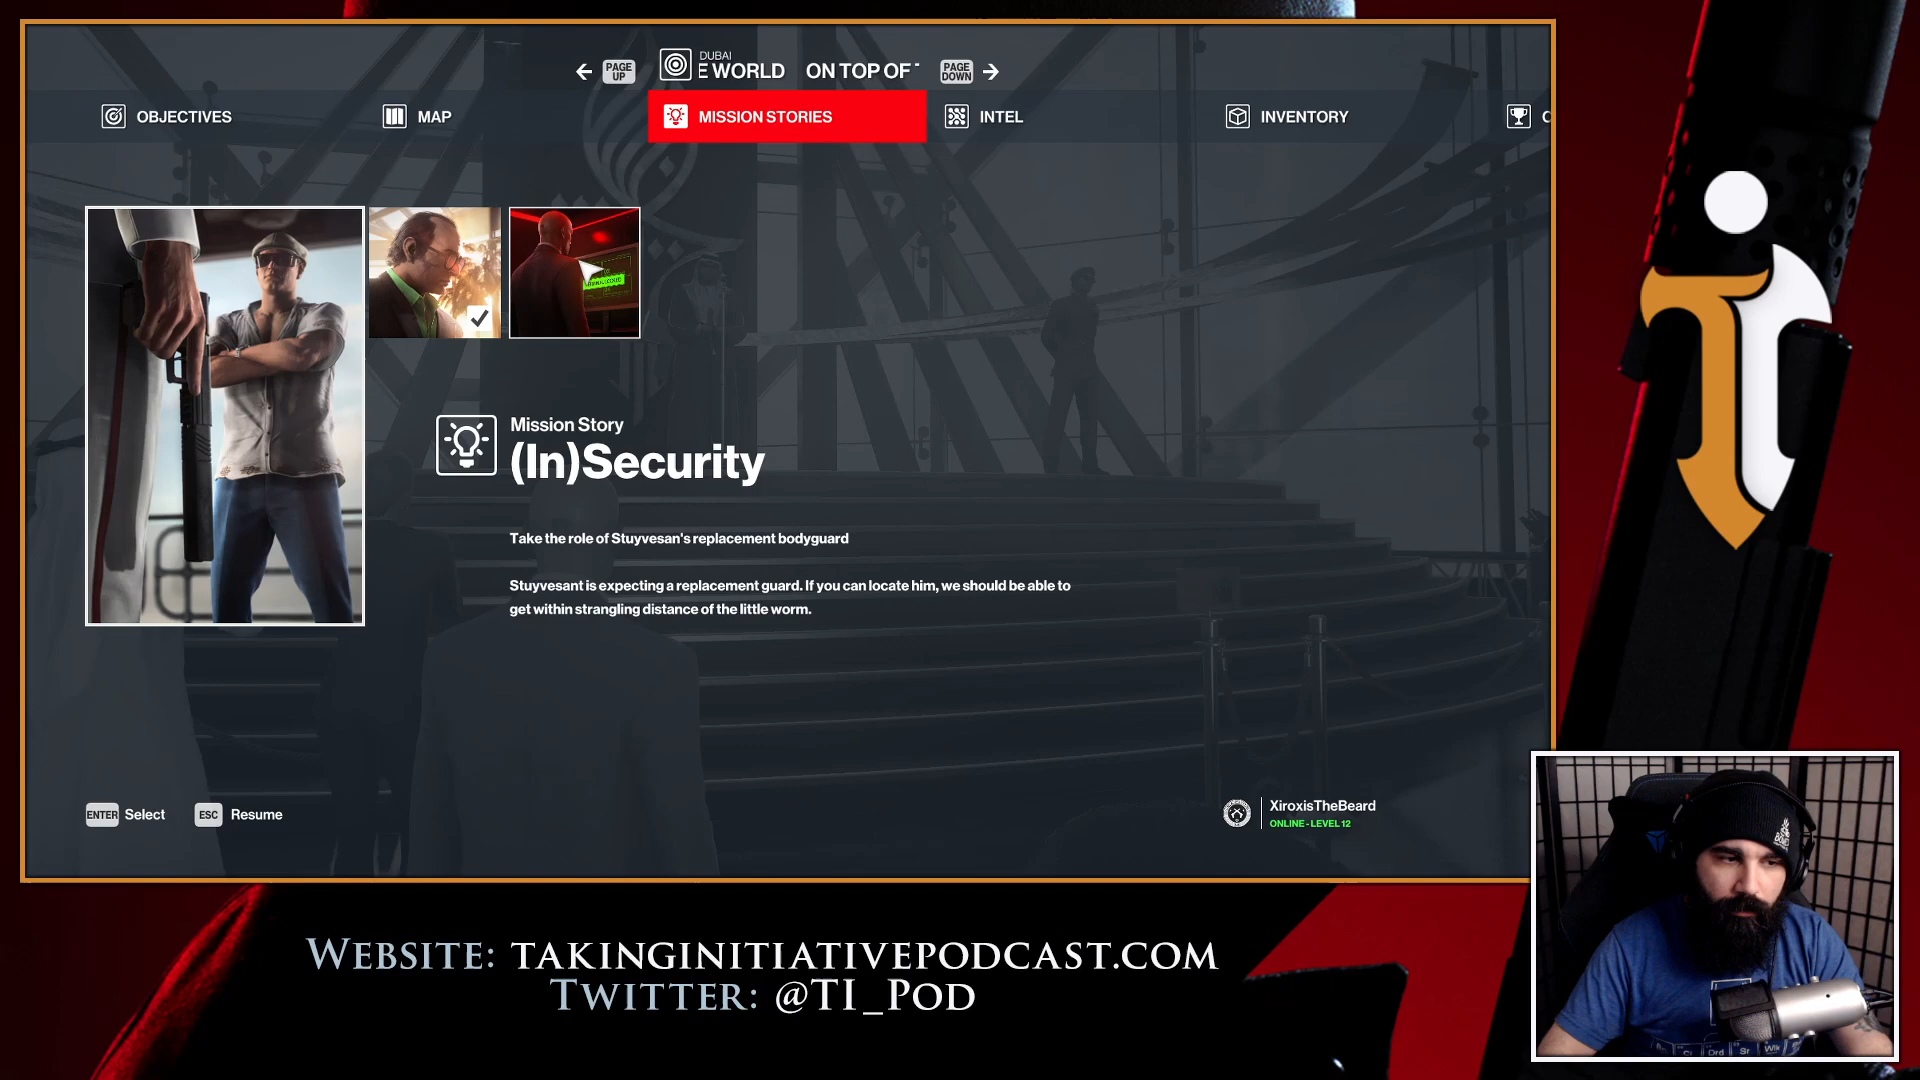 PAGE UP
DUBAI
E WORLD ON TOP OF
PAGE DOWN
OBJECTIVES
MAP
MISSION STORIES
INTEL
INVENTORY
C
Mission Story
(In)Security
Take the role of Stuyvesan's replacement bodyguard
Stuyvesant is expecting a replacement guard. If you can locate him, we should be able to
get within strangling distance of the little worm.
ENTER Select
ESC Resume
XiroxisTheBeard
ONLINE - LEVEL 12
Website: takinginitiativepodcast.com
Twitter: @TI_Pod